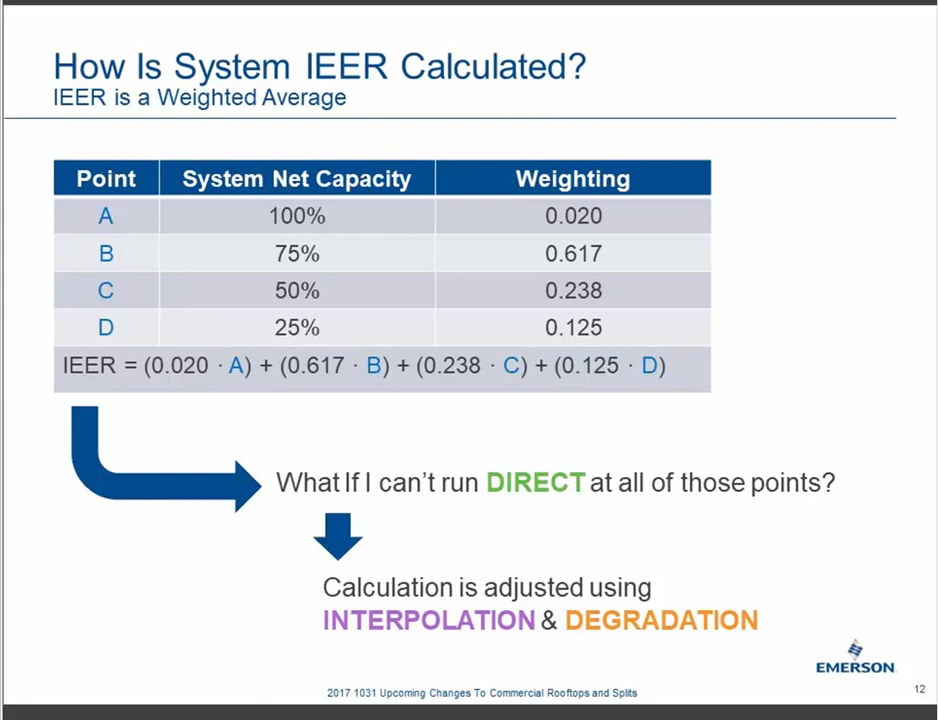 How Is System IEER Calculated?
IEER is a Weighted Average
Point System Net Capacity Weighting
A 100% 0.020
B 75% 0.617
C 50% 0.238
D 25% 0.125
IEER = (0.020 · A) + (0.617 · B) + (0.238 · C) + (0.125 · D)
What If I can't run DIRECT at all of those points?
Calculation is adjusted using
INTERPOLATION & DEGRADATION
EMERSON
2017 1031 Upcoming Changes To Commercial Rooftops and Splits
12